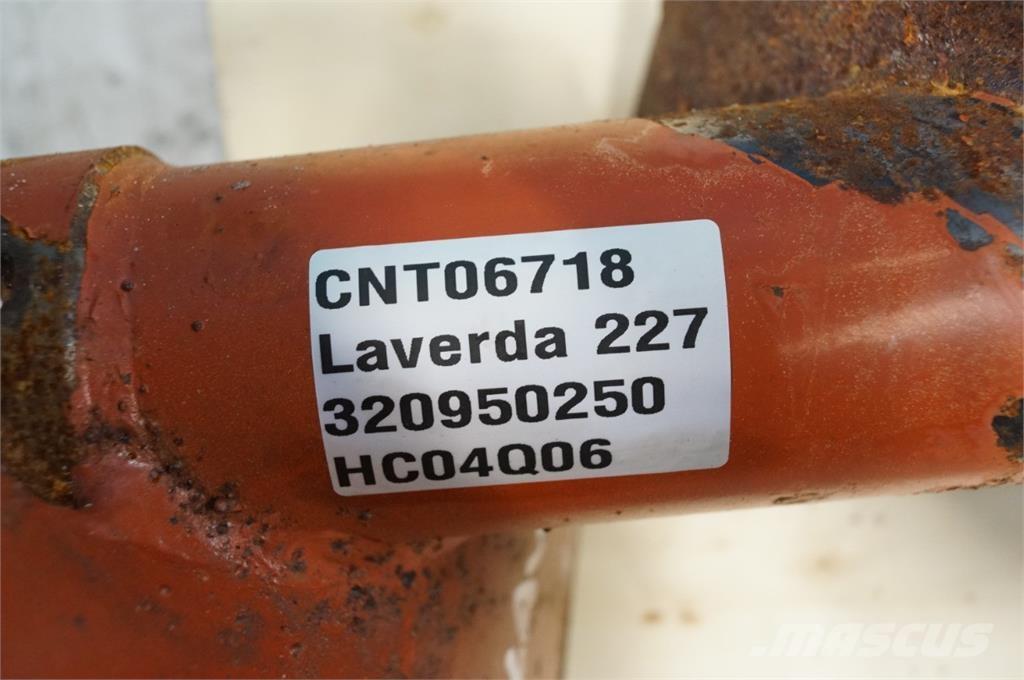 CNT06718
Laverda 227
320950250
HC04Q06
MASCUS